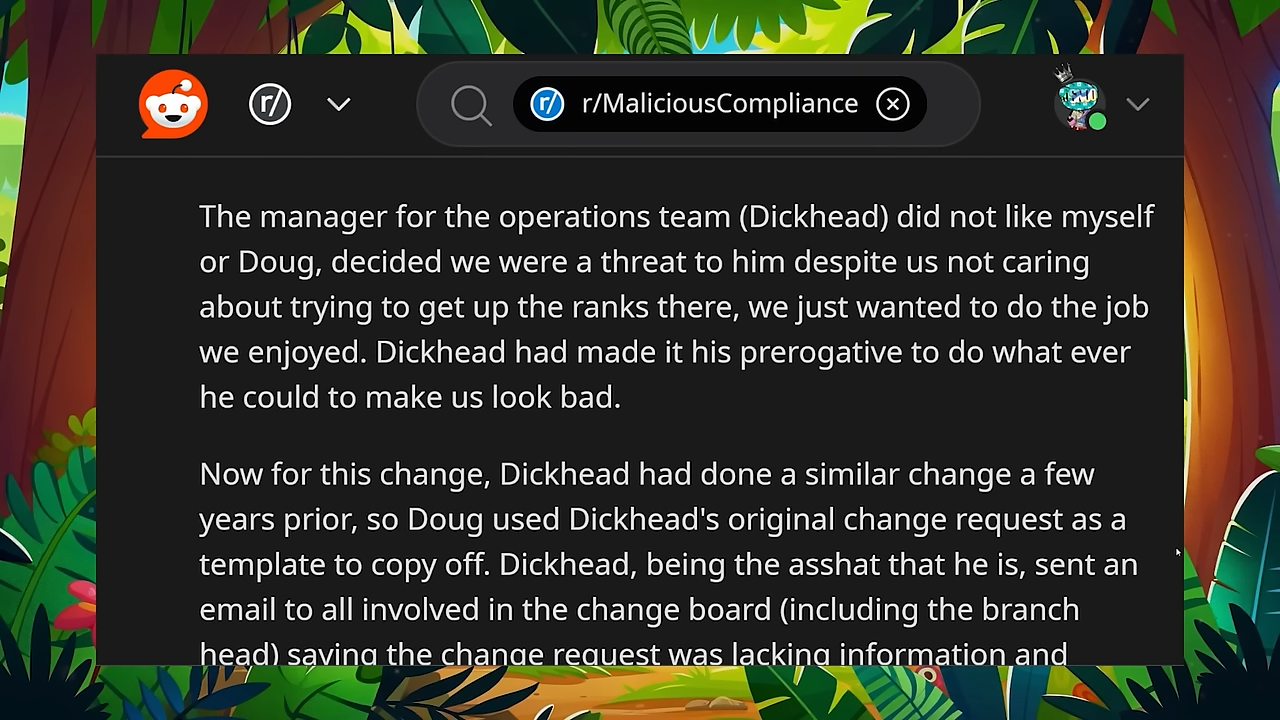 r/ r/MaliciousCompliance
The manager for the operations team (Dickhead) did not like myself
or Doug, decided we were a threat to him despite us not caring
about trying to get up the ranks there, we just wanted to do the job
we enjoyed. Dickhead had made it his prerogative to do what ever
he could to make us look bad.
Now for this change, Dickhead had done a similar change a few
years prior, so Doug used Dickhead's original change request as a
template to copy off. Dickhead, being the asshat that he is, sent an
email to all involved in the change board (including the branch
head) saying the change request was lacking information and